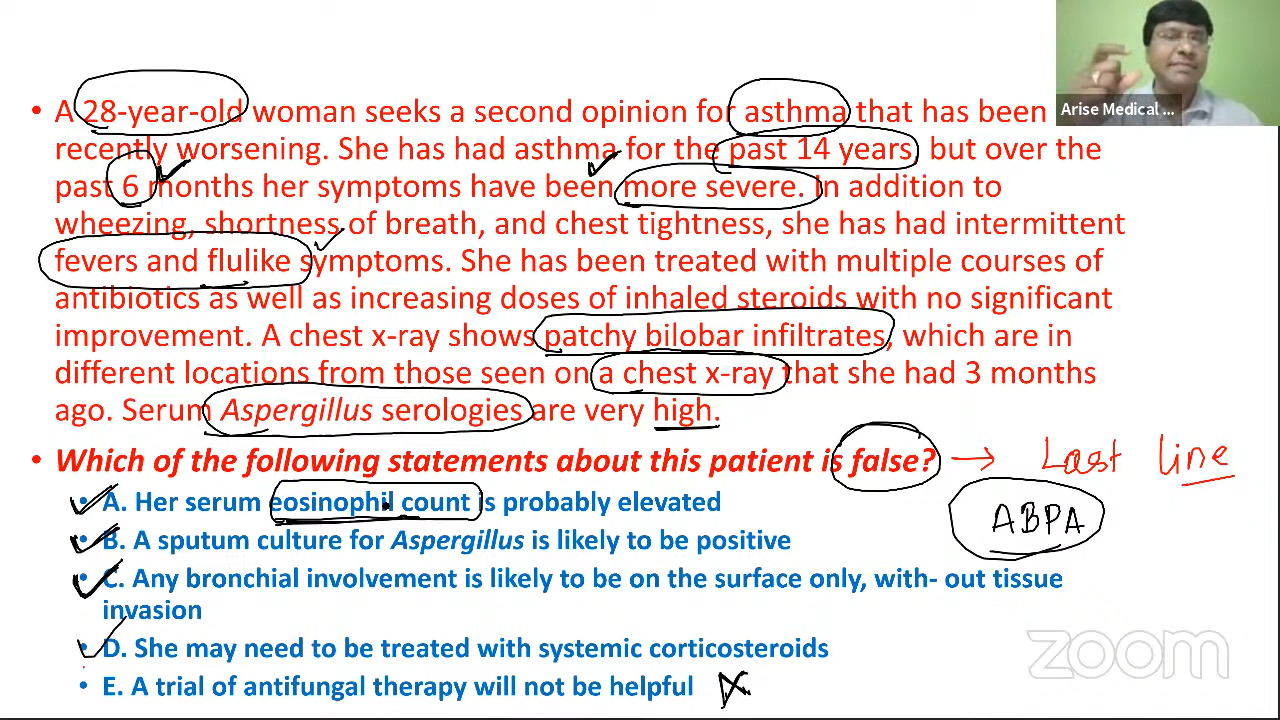 Arise Medical ...
• A 28-year-old woman seeks a second opinion for asthma that has been
recently worsening. She has had asthma for the past 14 years, but over the
past 6 months her symptoms have been more severe. In addition to
wheezing, shortness of breath, and chest tightness, she has had intermittent
fevers and flulike symptoms. She has been treated with multiple courses of
antibiotics as well as increasing doses of inhaled steroids with no significant
improvement. A chest x-ray shows patchy bilobar infiltrates, which are in
different locations from those seen on a chest x-ray that she had 3 months
ago. Serum Aspergillus serologies are very high.
• Which of the following statements about this patient is false? → Last line
• A. Her serum eosinophil count is probably elevated
ABPA
• B. A sputum culture for Aspergillus is likely to be positive
• C. Any bronchial involvement is likely to be on the surface only, with- out tissue
invasion
• D. She may need to be treated with systemic corticosteroids
• E. A trial of antifungal therapy will not be helpful
zoom